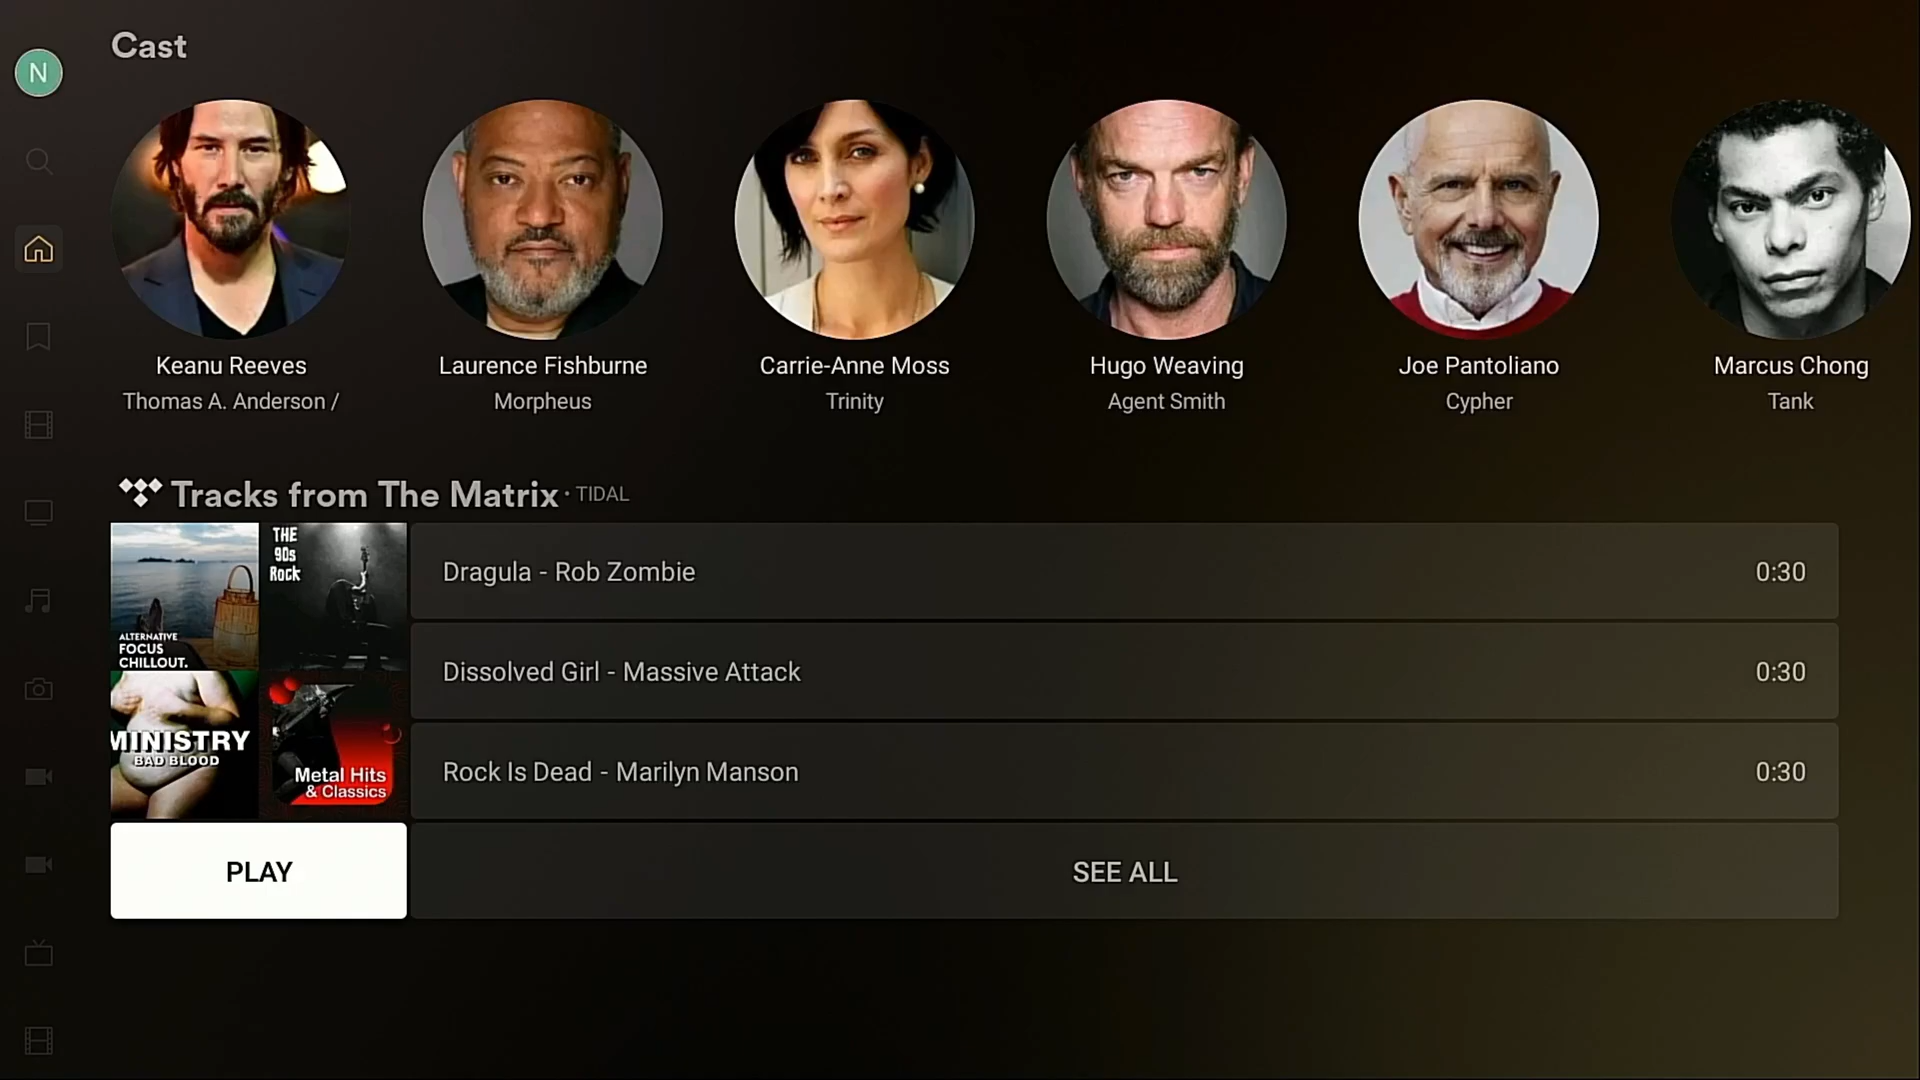 Cast
N
Keanu Reeves
Thomas A. Anderson /
Laurence Fishburne
Morpheus
Carrie-Anne Moss
Trinity
Hugo Weaving
Agent Smith
Joe Pantoliano
Cypher
Marcus Chong
Tank
Tracks from The Matrix · TIDAL
ALTERNATIVE
FOCUS
CHILLOUT.
THE
90s
Rock
MINISTRY
BAD BLOOD
Metal Hits
& Classics
Dragula - Rob Zombie 0:30
Dissolved Girl - Massive Attack 0:30
Rock Is Dead - Marilyn Manson 0:30
PLAY
SEE ALL